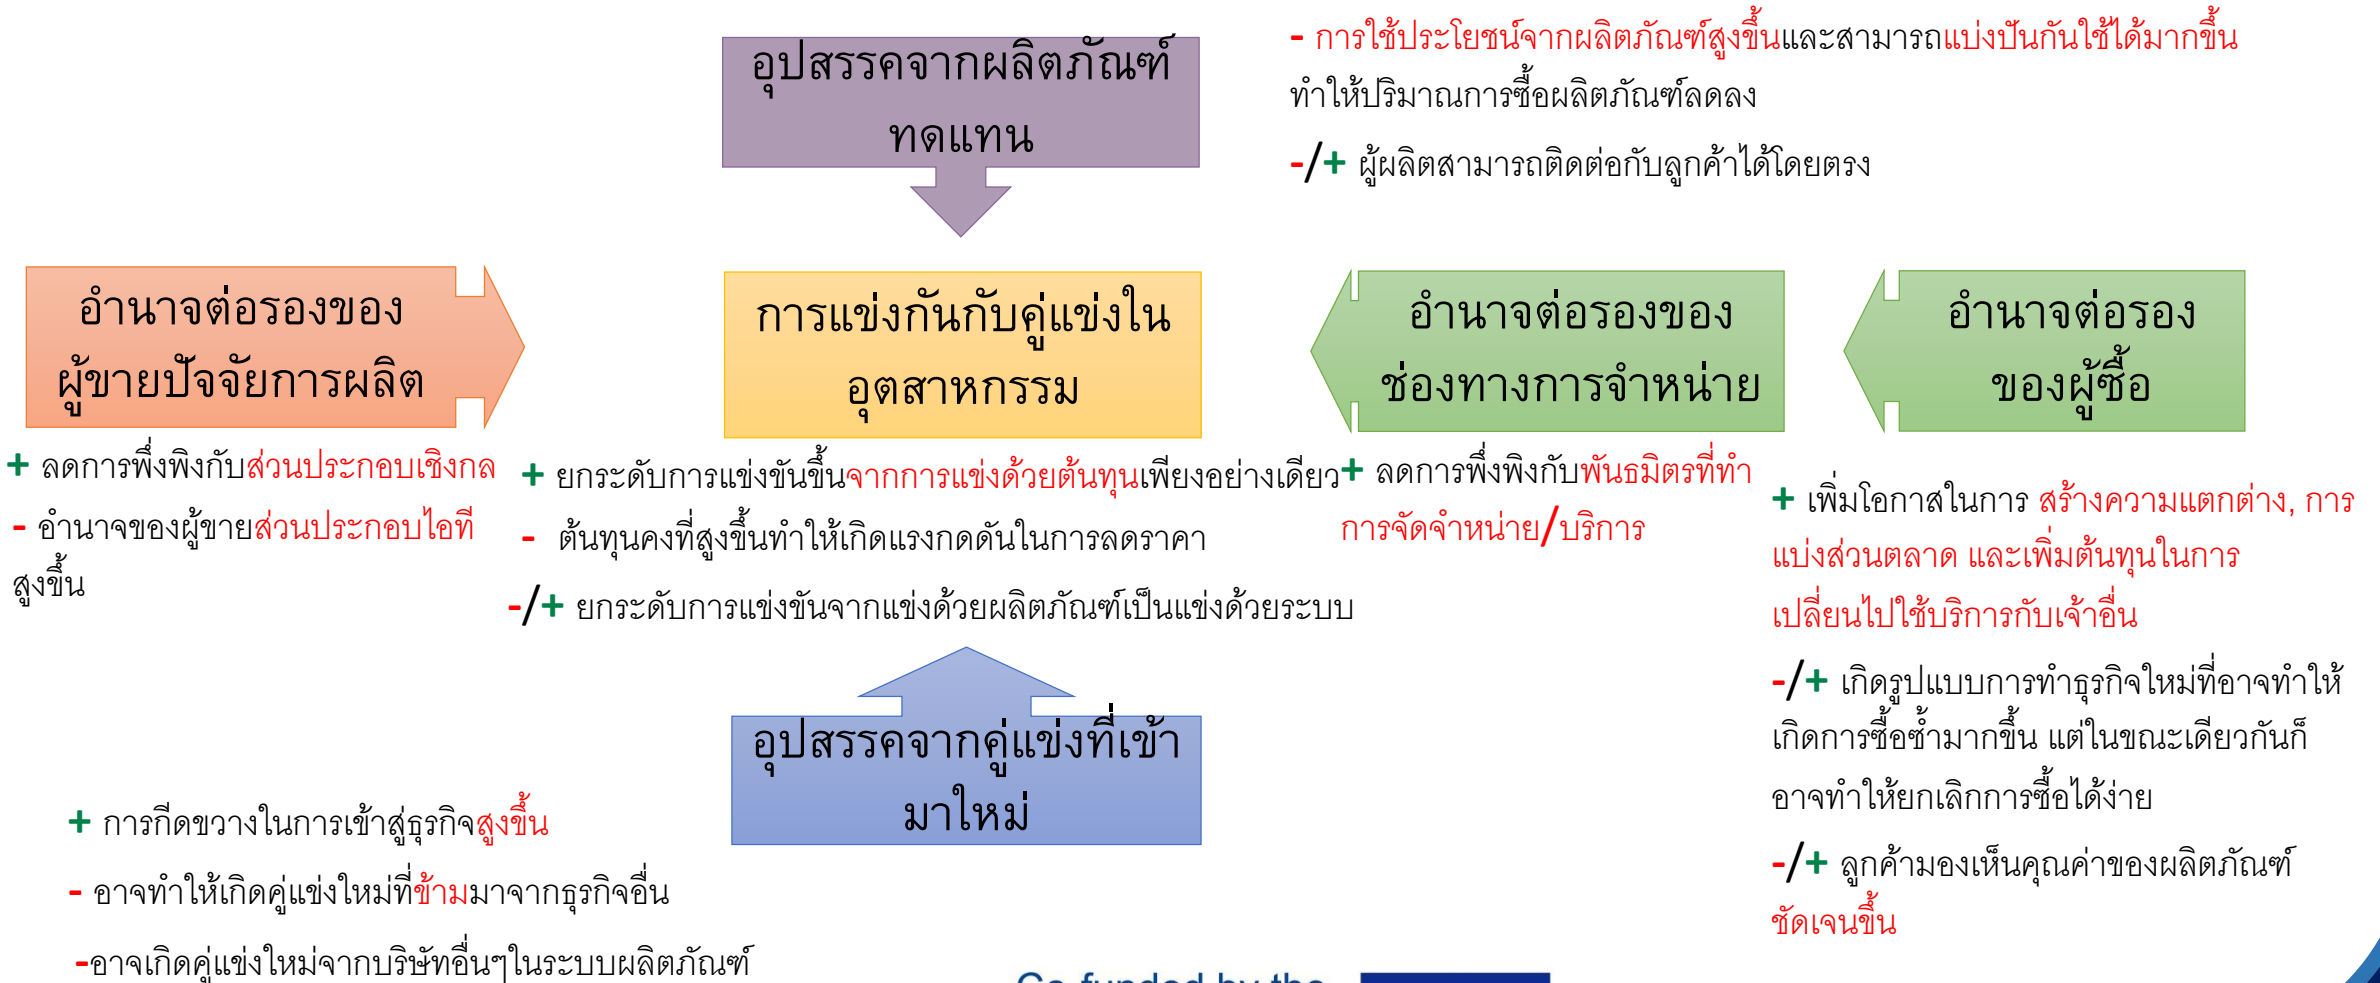 อุปสรรคจากผลิตภัณฑ์
ทดแทน
- การใช้ประโยชน์จากผลิตภัณฑ์สูงขึ้นและสามารถแบ่งปันกันใช้ได้มากขึ้น
ทำให้ปริมาณการซื้อผลิตภัณฑ์ลดลง
-/+ ผู้ผลิตสามารถติดต่อกับลูกค้าได้โดยตรง
อำนาจต่อรองของ
ผู้ขายปัจจัยการผลิต
+ ลดการพึ่งพิงกับส่วนประกอบเชิงกล
- อำนาจของผู้ขายส่วนประกอบไอที
สูงขึ้น
การแข่งกันกับคู่แข่งใน
อุตสาหกรรม
+ ยกระดับการแข่งขันขึ้นจากการแข่งด้วยต้นทุนเพียงอย่างเดียว
- ต้นทุนคงที่สูงขึ้นทำให้เกิดแรงกดดันในการลดราคา
-/+ ยกระดับการแข่งขันจากแข่งด้วยผลิตภัณฑ์เป็นแข่งด้วยระบบ
อำนาจต่อรองของ
ช่องทางการจำหน่าย
+ ลดการพึ่งพิงกับพันธมิตรที่ทำ
การจัดจำหน่าย/บริการ
อำนาจต่อรอง
ของผู้ซื้อ
+ เพิ่มโอกาสในการ สร้างความแตกต่าง, การ
แบ่งส่วนตลาด และเพิ่มต้นทุนในการ
เปลี่ยนไปใช้บริการกับเจ้าอื่น
-/+ เกิดรูปแบบการทำธุรกิจใหม่ที่อาจทำให้
เกิดการซื้อซ้ำมากขึ้น แต่ในขณะเดียวกันก็
อาจทำให้ยกเลิกการซื้อได้ง่าย
-/+ ลูกค้ามองเห็นคุณค่าของผลิตภัณฑ์
ชัดเจนขึ้น
อุปสรรคจากคู่แข่งที่เข้า
มาใหม่
+ การกีดขวางในการเข้าสู่ธุรกิจสูงขึ้น
- อาจทำให้เกิดคู่แข่งใหม่ที่ข้ามมาจากธุรกิจอื่น
-อาจเกิดคู่แข่งใหม่จากบริษัทอื่นๆในระบบผลิตภัณฑ์
Co-funded by the